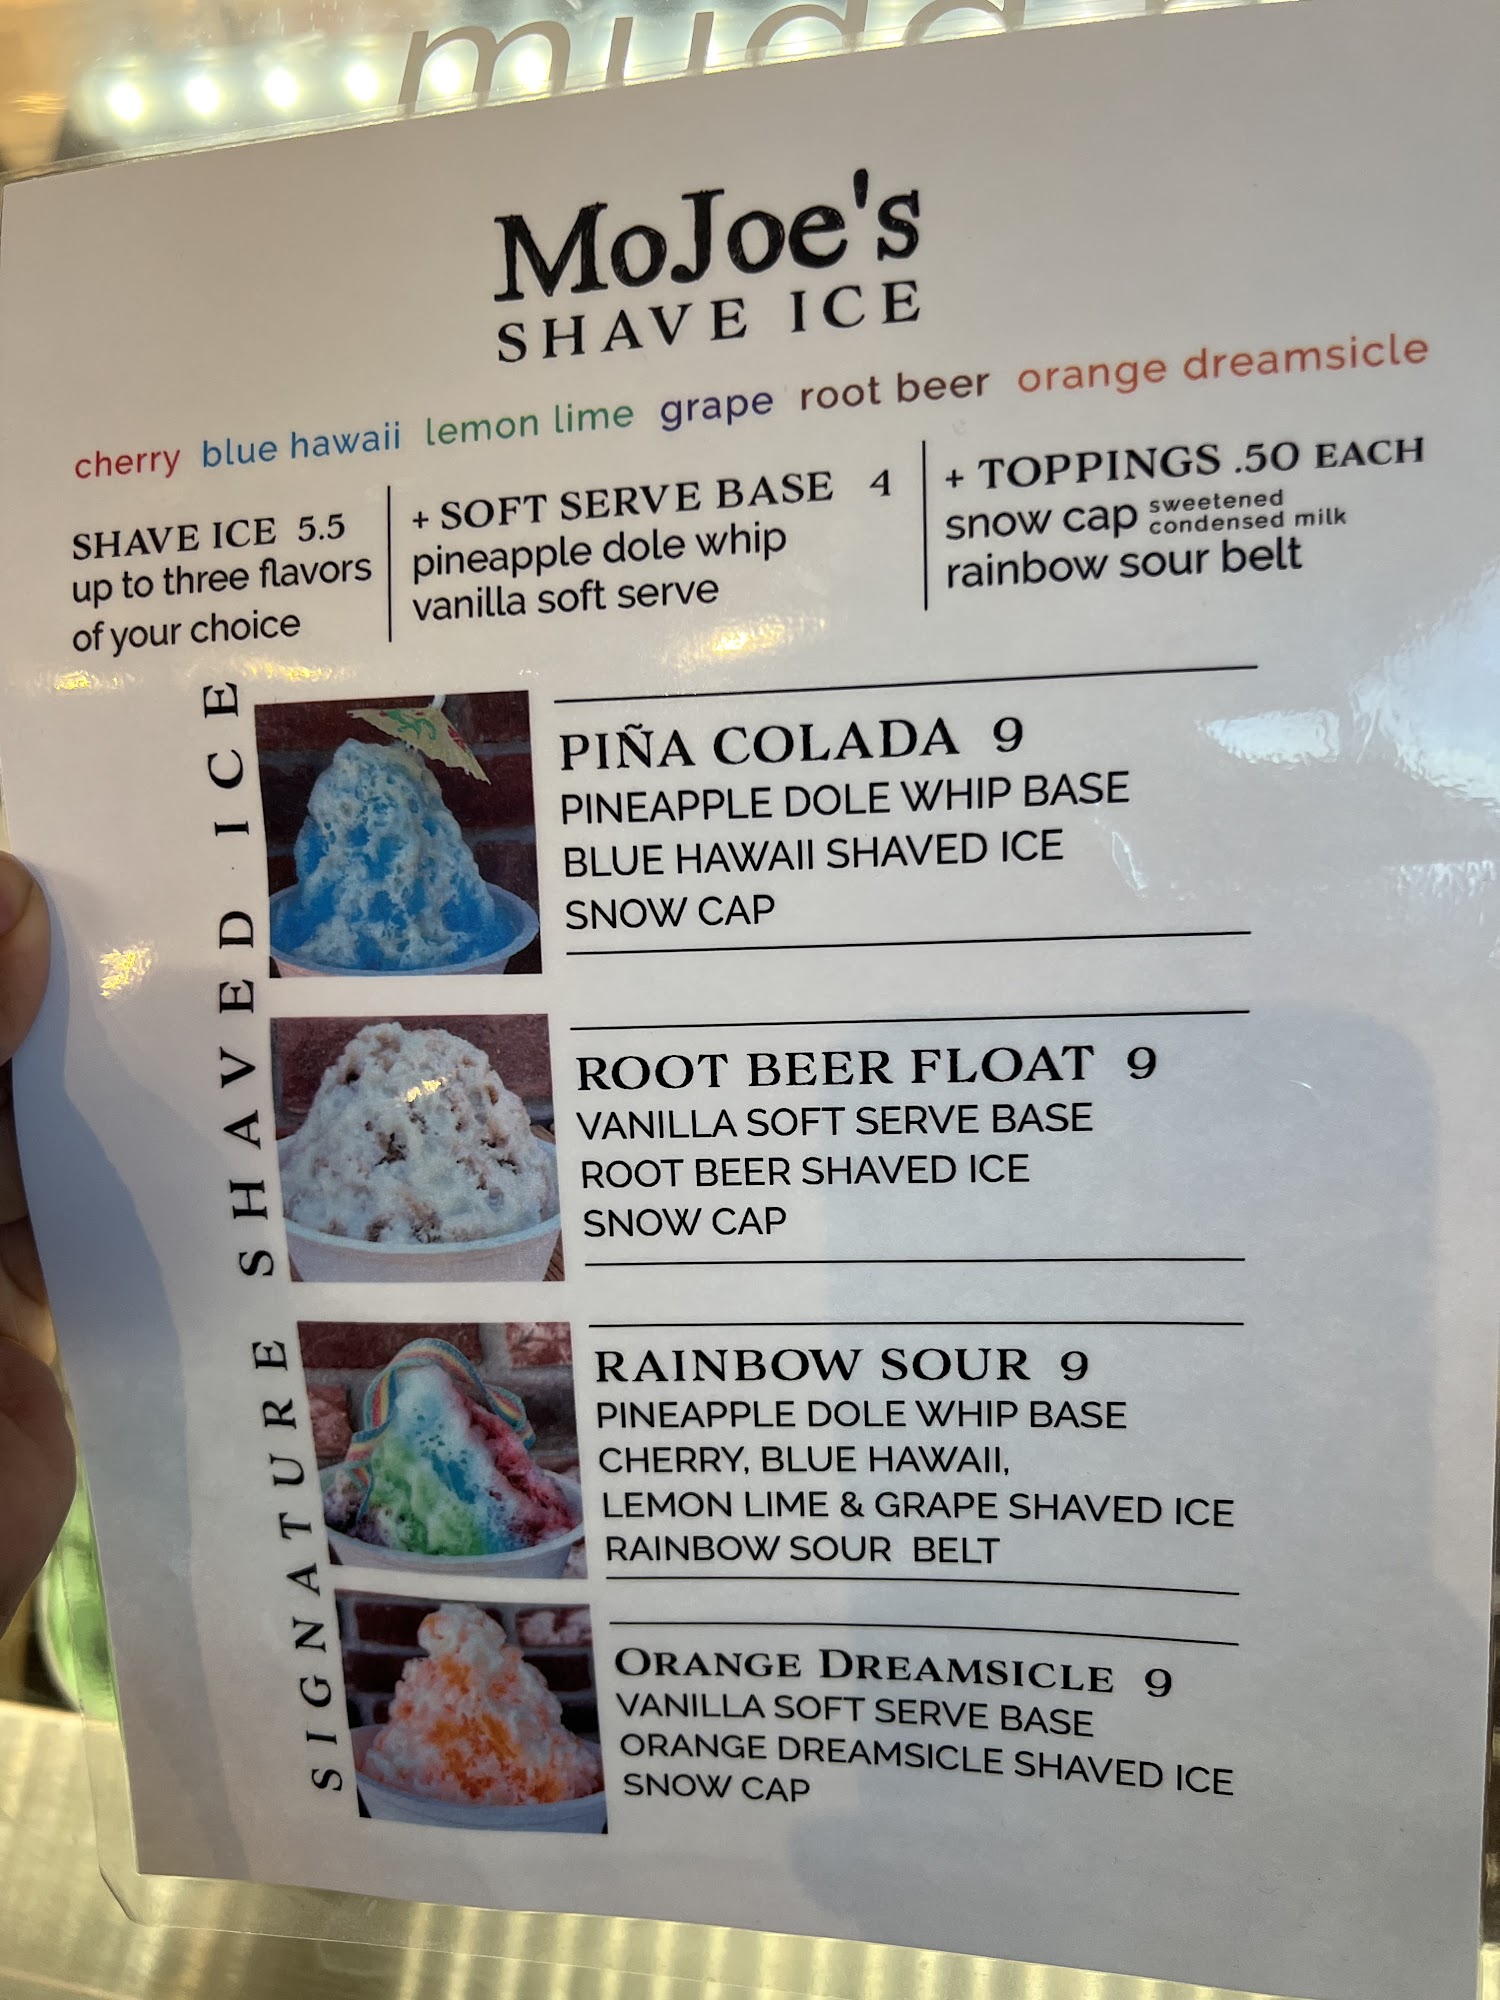 MoJoe's
SHAVE ICE
cherry blue hawaii lemon lime grape root beer orange dreamsicle
SHAVE ICE 5.5
up to three flavors
of your choice
+ SOFT SERVE BASE 4
pineapple dole whip
vanilla soft serve
+ TOPPINGS .50 EACH
snow cap sweetened condensed milk
rainbow sour belt
SIGNATURE SHAVED ICE
PIÑA COLADA 9
PINEAPPLE DOLE WHIP BASE
BLUE HAWAII SHAVED ICE
SNOW CAP
ROOT BEER FLOAT 9
VANILLA SOFT SERVE BASE
ROOT BEER SHAVED ICE
SNOW CAP
RAINBOW SOUR 9
PINEAPPLE DOLE WHIP BASE
CHERRY, BLUE HAWAII,
LEMON LIME & GRAPE SHAVED ICE
RAINBOW SOUR BELT
ORANGE DREAMSICLE 9
VANILLA SOFT SERVE BASE
ORANGE DREAMSICLE SHAVED ICE
SNOW CAP